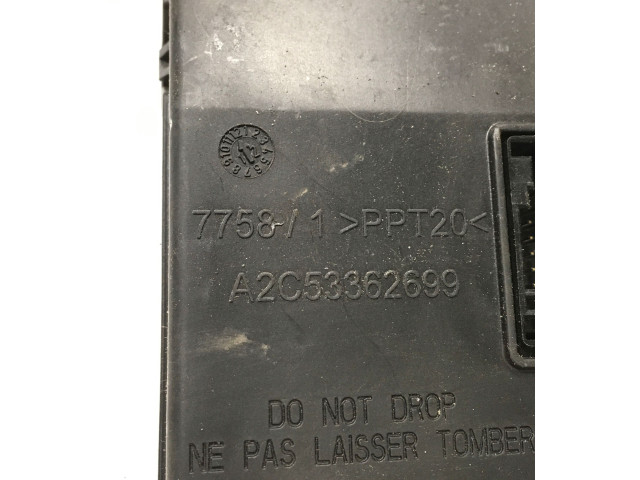 7758 / 1 >PPT20<
A2C53362699
DO NOT DROP
NE PAS LAISSER TOMBER